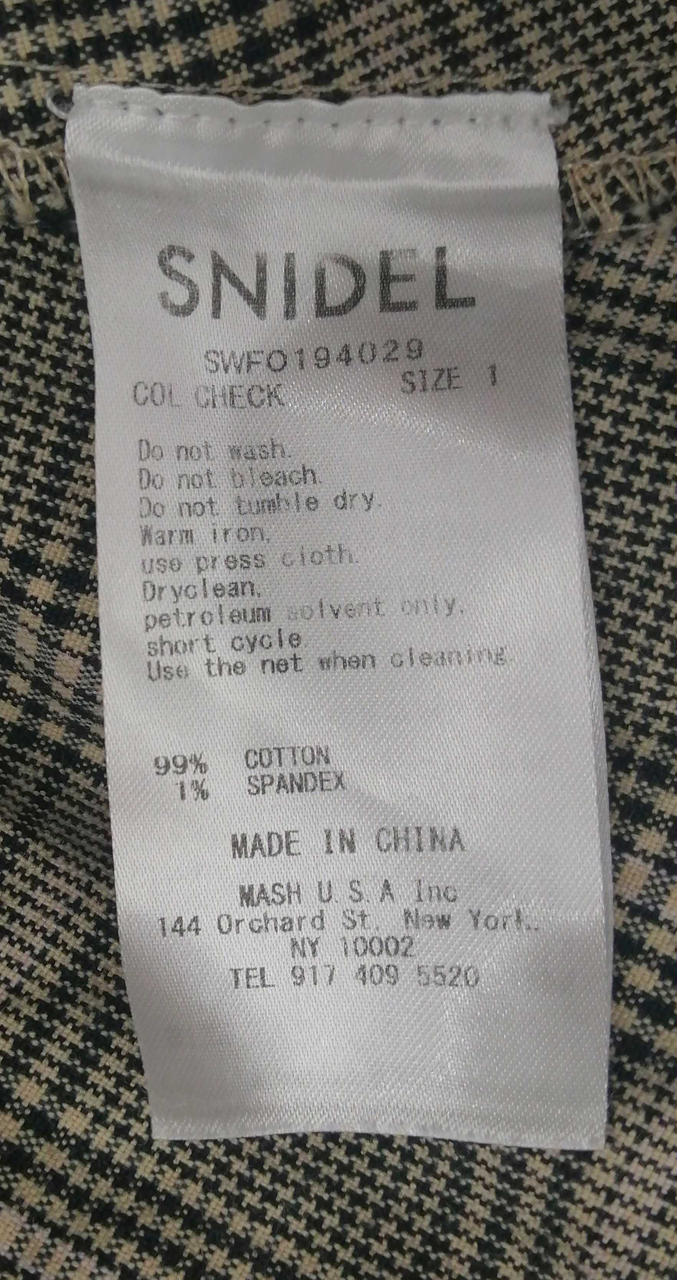 SNIDEL
SWFO194029
COL CHECK SIZE 1
Do not wash.
Do not bleach.
Do not tumble dry.
Warm iron.
use press cloth.
Dryclean.
petroleum solvent only.
short cycle.
Use the net when cleaning.
99% COTTON
1% SPANDEX
MADE IN CHINA
MASH U.S.A Inc
144 Orchard St. New York.,
NY 10002
TEL 917 409 5520